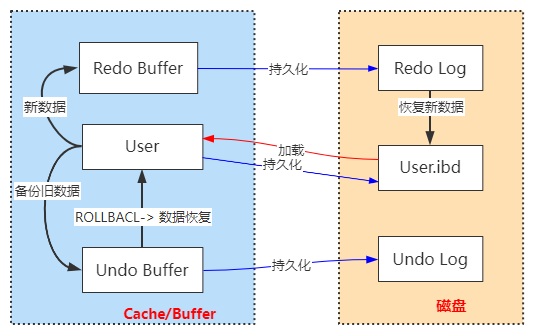 Redo Buffer
持久化
Redo Log
新数据
恢复新数据
User
加载
持久化
User.ibd
备份旧数据
ROLLBACL-> 数据恢复
Undo Buffer
持久化
Undo Log
Cache/Buffer
磁盘